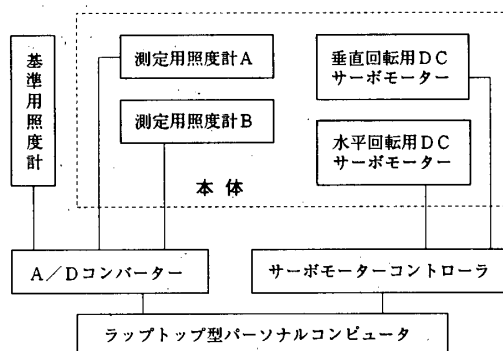 基準用照度計
測定用照度計A
測定用照度計B
垂直回転用DC
サーボモーター
水平回転用DC
サーボモーター
本体
A/Dコンバーター
サーボモーターコントローラ
ラップトップ型パーソナルコンピュータ